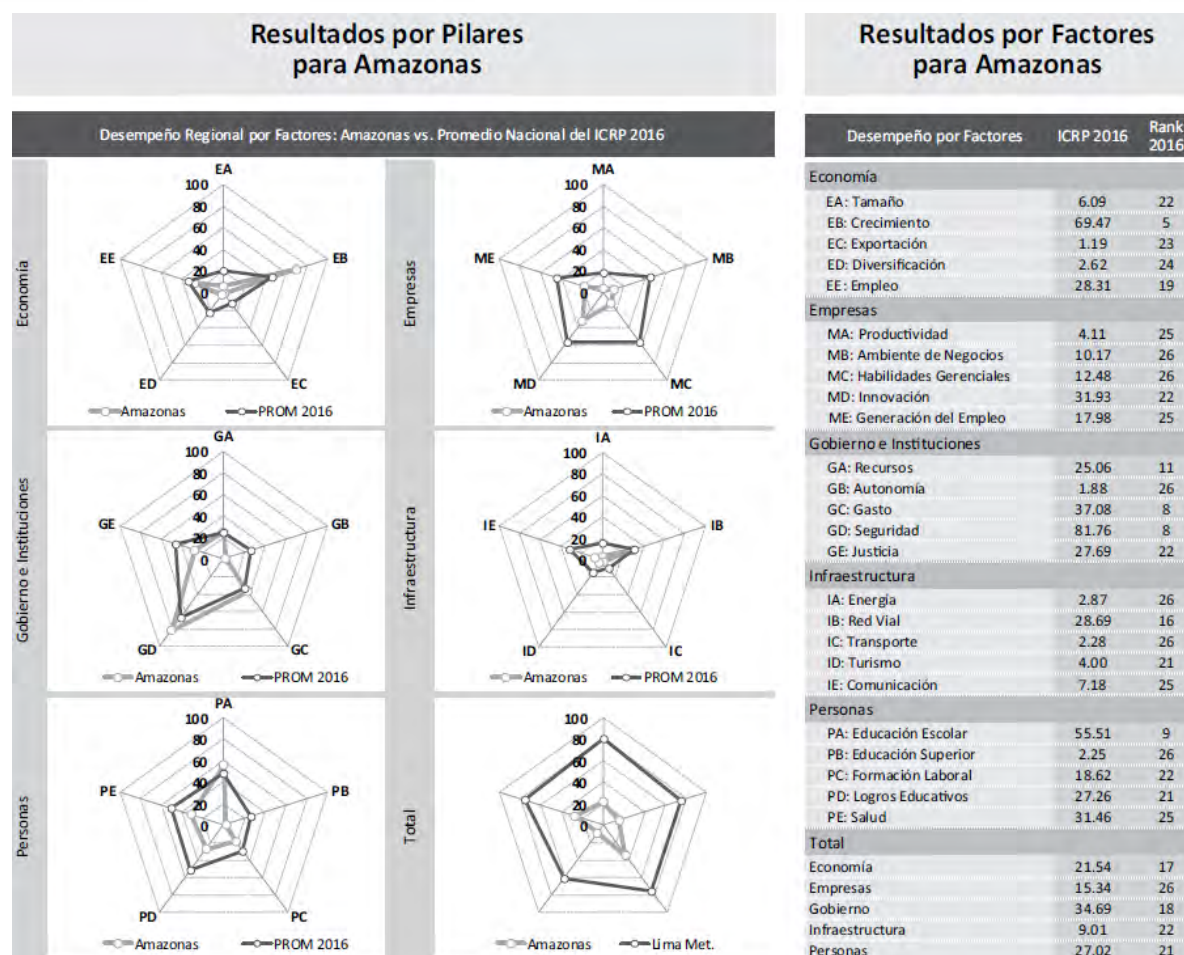 Resultados por Pilares
para Amazonas
Desempeño Regional por Factores: Amazonas vs. Promedio Nacional del ICRP 2016
Economía
EA
100
80
60
40
20
0
EE
EB
ED
EC
Amazonas
PROM 2016
Empresas
MA
100
80
60
40
20
0
ME
MB
MD
MC
Amazonas
PROM 2016
Gobierno e Instituciones
GA
100
80
60
40
20
0
GE
GB
GD
GC
Amazonas
PROM 2016
Infraestructura
IA
100
80
60
40
20
0
IE
IB
ID
IC
Amazonas
PROM 2016
Personas
PA
100
80
60
40
20
0
PE
PB
PD
PC
Amazonas
PROM 2016
Total
100
80
60
40
20
0
Amazonas
Lima Met.
Resultados por Factores
para Amazonas
Desempeño por Factores ICRP 2016 Rank 2016
Economía
EA: Tamaño 6.09 22
EB: Crecimiento 69.47 5
EC: Exportación 1.19 23
ED: Diversificación 2.62 24
EE: Empleo 28.31 19
Empresas
MA: Productividad 4.11 25
MB: Ambiente de Negocios 10.17 26
MC: Habilidades Gerenciales 12.48 26
MD: Innovación 31.93 22
ME: Generación del Empleo 17.98 25
Gobierno e Instituciones
GA: Recursos 25.06 11
GB: Autonomía 1.88 26
GC: Gasto 37.08 8
GD: Seguridad 81.76 8
GE: Justicia 27.69 22
Infraestructura
IA: Energía 2.87 26
IB: Red Vial 28.69 16
IC: Transporte 2.28 26
ID: Turismo 4.00 21
IE: Comunicación 7.18 25
Personas
PA: Educación Escolar 55.51 9
PB: Educación Superior 2.25 26
PC: Formación Laboral 18.62 22
PD: Logros Educativos 27.26 21
PE: Salud 31.46 25
Total
Economía 21.54 17
Empresas 15.34 26
Gobierno 34.69 18
Infraestructura 9.01 22
Personas 27.02 21